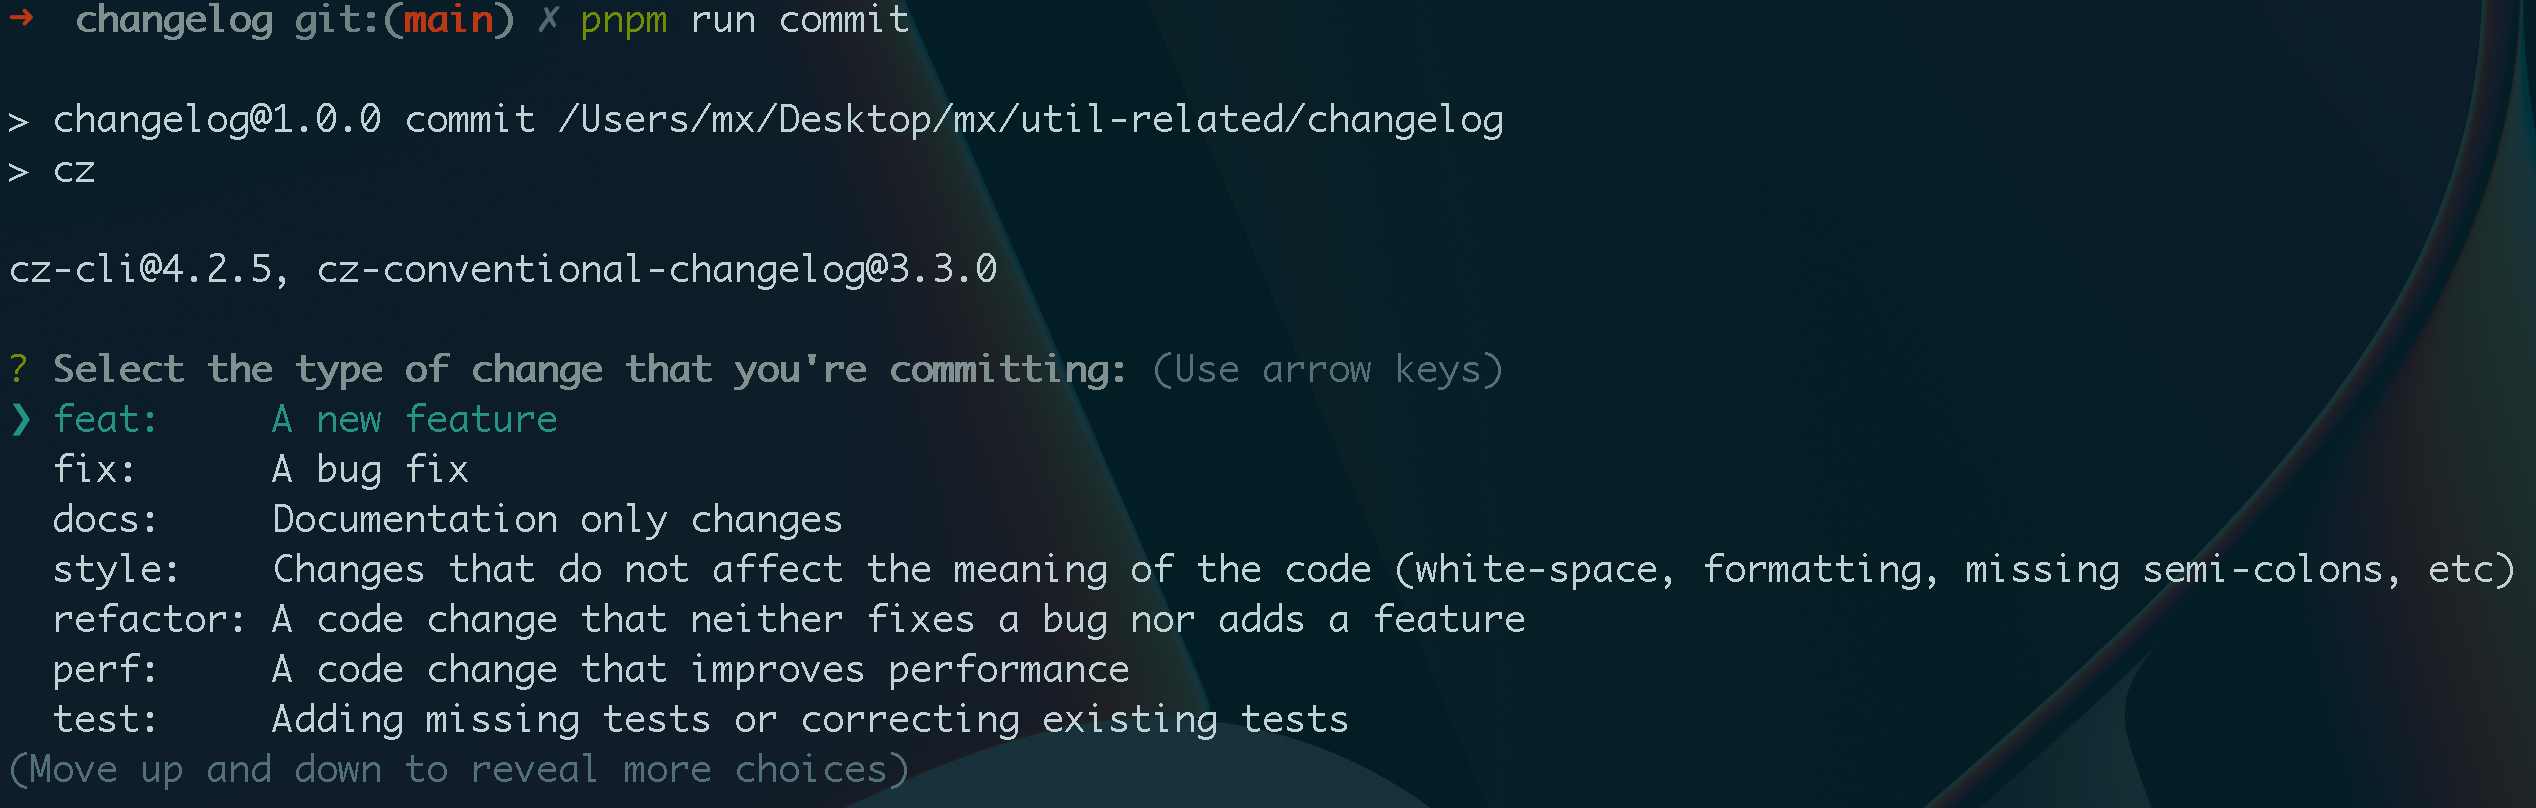 ➜  changelog git:(main) ✗ pnpm run commit
> changelog@1.0.0 commit /Users/mx/Desktop/mx/util-related/changelog
> cz
cz-cli@4.2.5, cz-conventional-changelog@3.3.0
? Select the type of change that you're committing: (Use arrow keys)
❯ feat:     A new feature
  fix:      A bug fix
  docs:     Documentation only changes
  style:    Changes that do not affect the meaning of the code (white-space, formatting, missing semi-colons, etc)
  refactor: A code change that neither fixes a bug nor adds a feature
  perf:     A code change that improves performance
  test:     Adding missing tests or correcting existing tests
(Move up and down to reveal more choices)